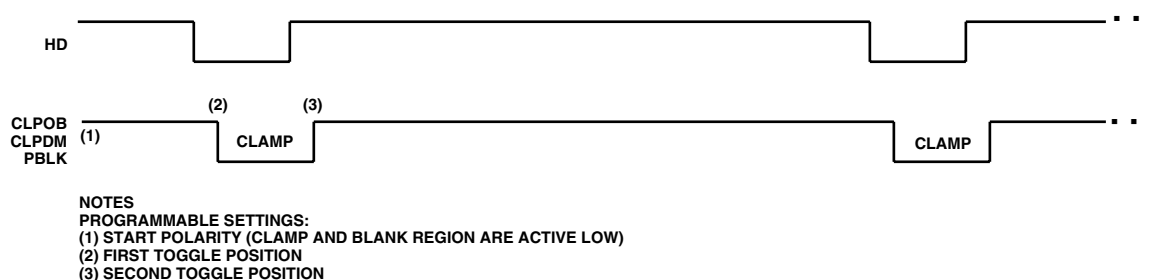 HD
(2) (3)
CLPOB
CLPDM (1)
PBLK
CLAMP CLAMP
NOTES
PROGRAMMABLE SETTINGS:
(1) START POLARITY (CLAMP AND BLANK REGION ARE ACTIVE LOW)
(2) FIRST TOGGLE POSITION
(3) SECOND TOGGLE POSITION